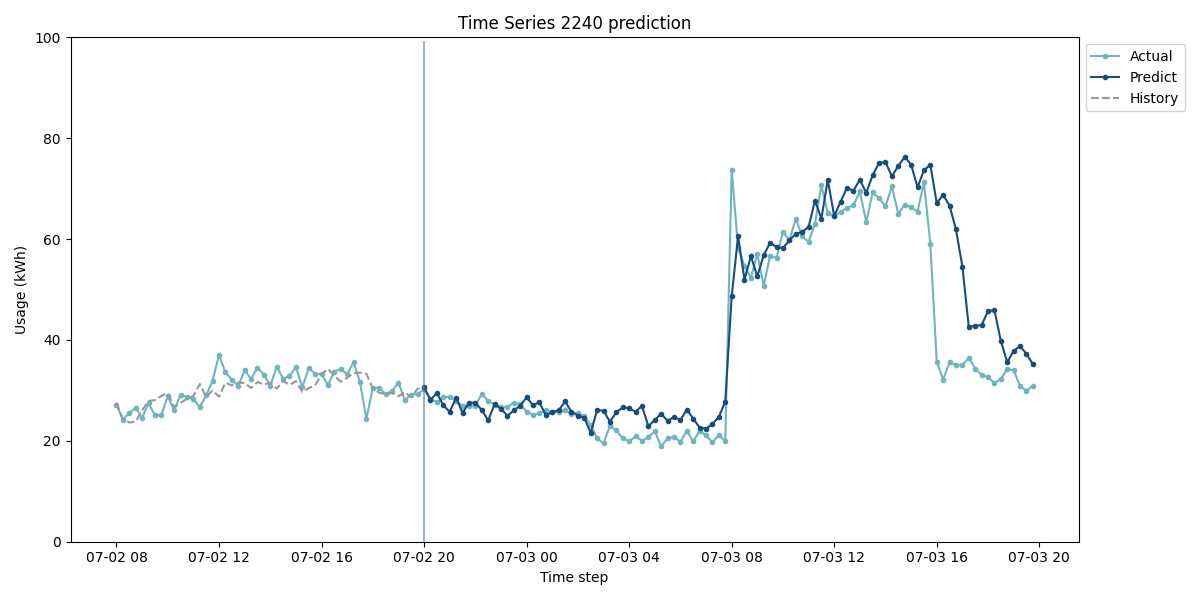 Time Series 2240 prediction
Usage (kWh)
100
80
60
40
20
0
07-02 08
07-02 12
07-02 16
07-02 20
07-03 00
07-03 04
07-03 08
07-03 12
07-03 16
07-03 20
Time step
Actual
Predict
History